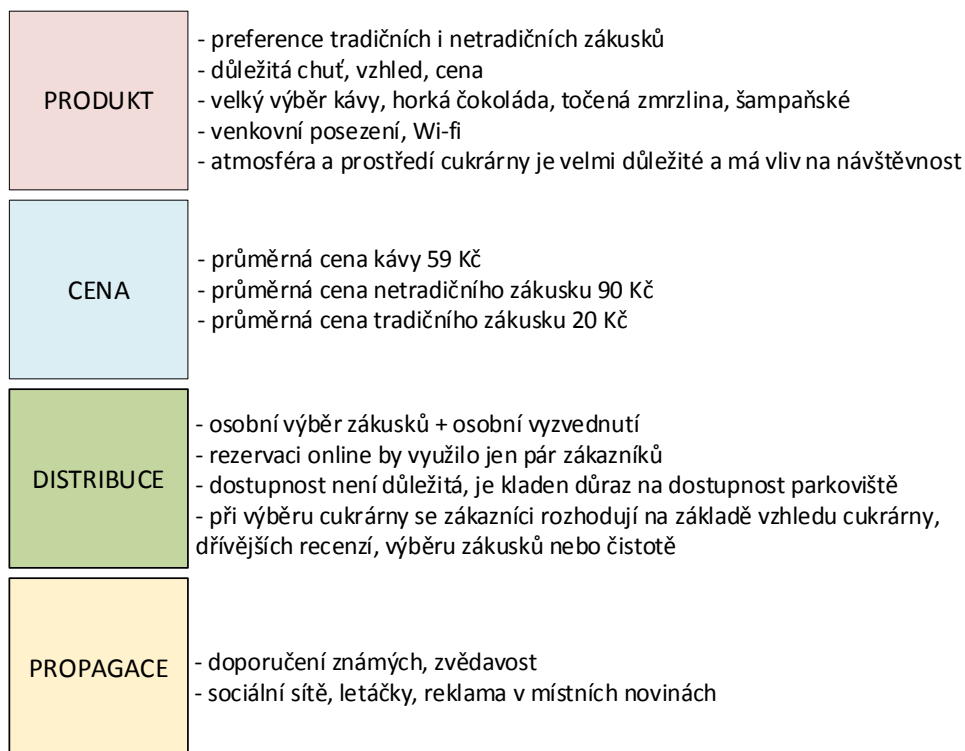 PRODUKT
- preference tradičních i netradičních zákusků
- důležitá chuť, vzhled, cena
- velký výběr kávy, horká čokoláda, točená zmrzlina, šampaňské
- venkovní posezení, Wi-fi
- atmosféra a prostředí cukrárny je velmi důležité a má vliv na návštěvnost
CENA
- průměrná cena kávy 59 Kč
- průměrná cena netradičního zákusku 90 Kč
- průměrná cena tradičního zákusku 20 Kč
DISTRIBUCE
- osobní výběr zákusků + osobní vyzvednutí
- rezervaci online by využilo jen pár zákazníků
- dostupnost není důležitá, je kladen důraz na dostupnost parkoviště
- při výběru cukrárny se zákazníci rozhodují na základě vzhledu cukrárny,
dřívějších recenzí, výběru zákusků nebo čistotě
PROPAGACE
- doporučení známých, zvědavost
- sociální sítě, letáčky, reklama v místních novinách